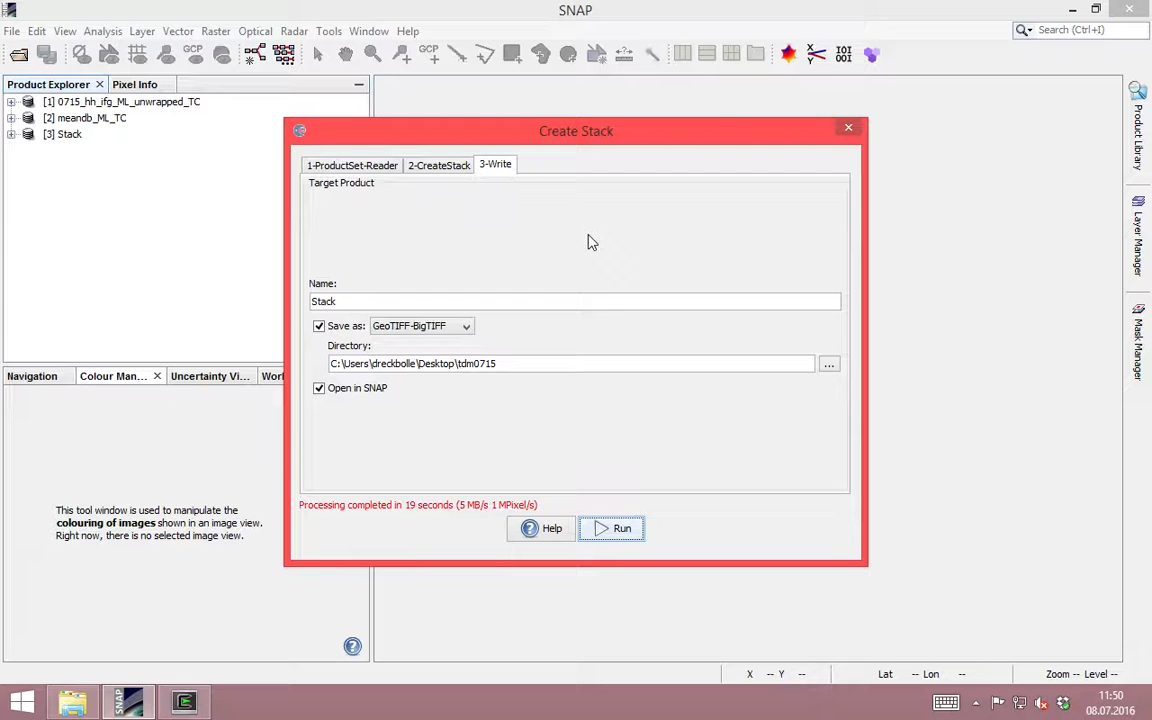 SNAP
File Edit View Analysis Layer Vector Raster Optical Radar Tools Window Help
Search (Ctrl+I)
GCP
GCP
Product Explorer
Pixel Info
[1] 0715_hh_ifg_ML_unwrapped_TC
[2] meandb_ML_TC
[3] Stack
Product Library
Layer Manager
Mask Manager
Create Stack
1-ProductSet-Reader 2-CreateStack 3-Write
Target Product
Name:
Stack
Save as: GeoTIFF-BigTIFF
Directory:
C:\Users\dreckbolle\Desktop\tdm0715
...
Open in SNAP
Processing completed in 19 seconds (5 MB/s 1 MPixel/s)
Help
Run
Navigation Colour Man... Uncertainty Vi... Worl
This tool window is used to manipulate the
colouring of images shown in an image view.
Right now, there is no selected image view.
X -- Y -- Lat -- Lon -- Zoom -- Level --
SNAP
11:50
08.07.2016